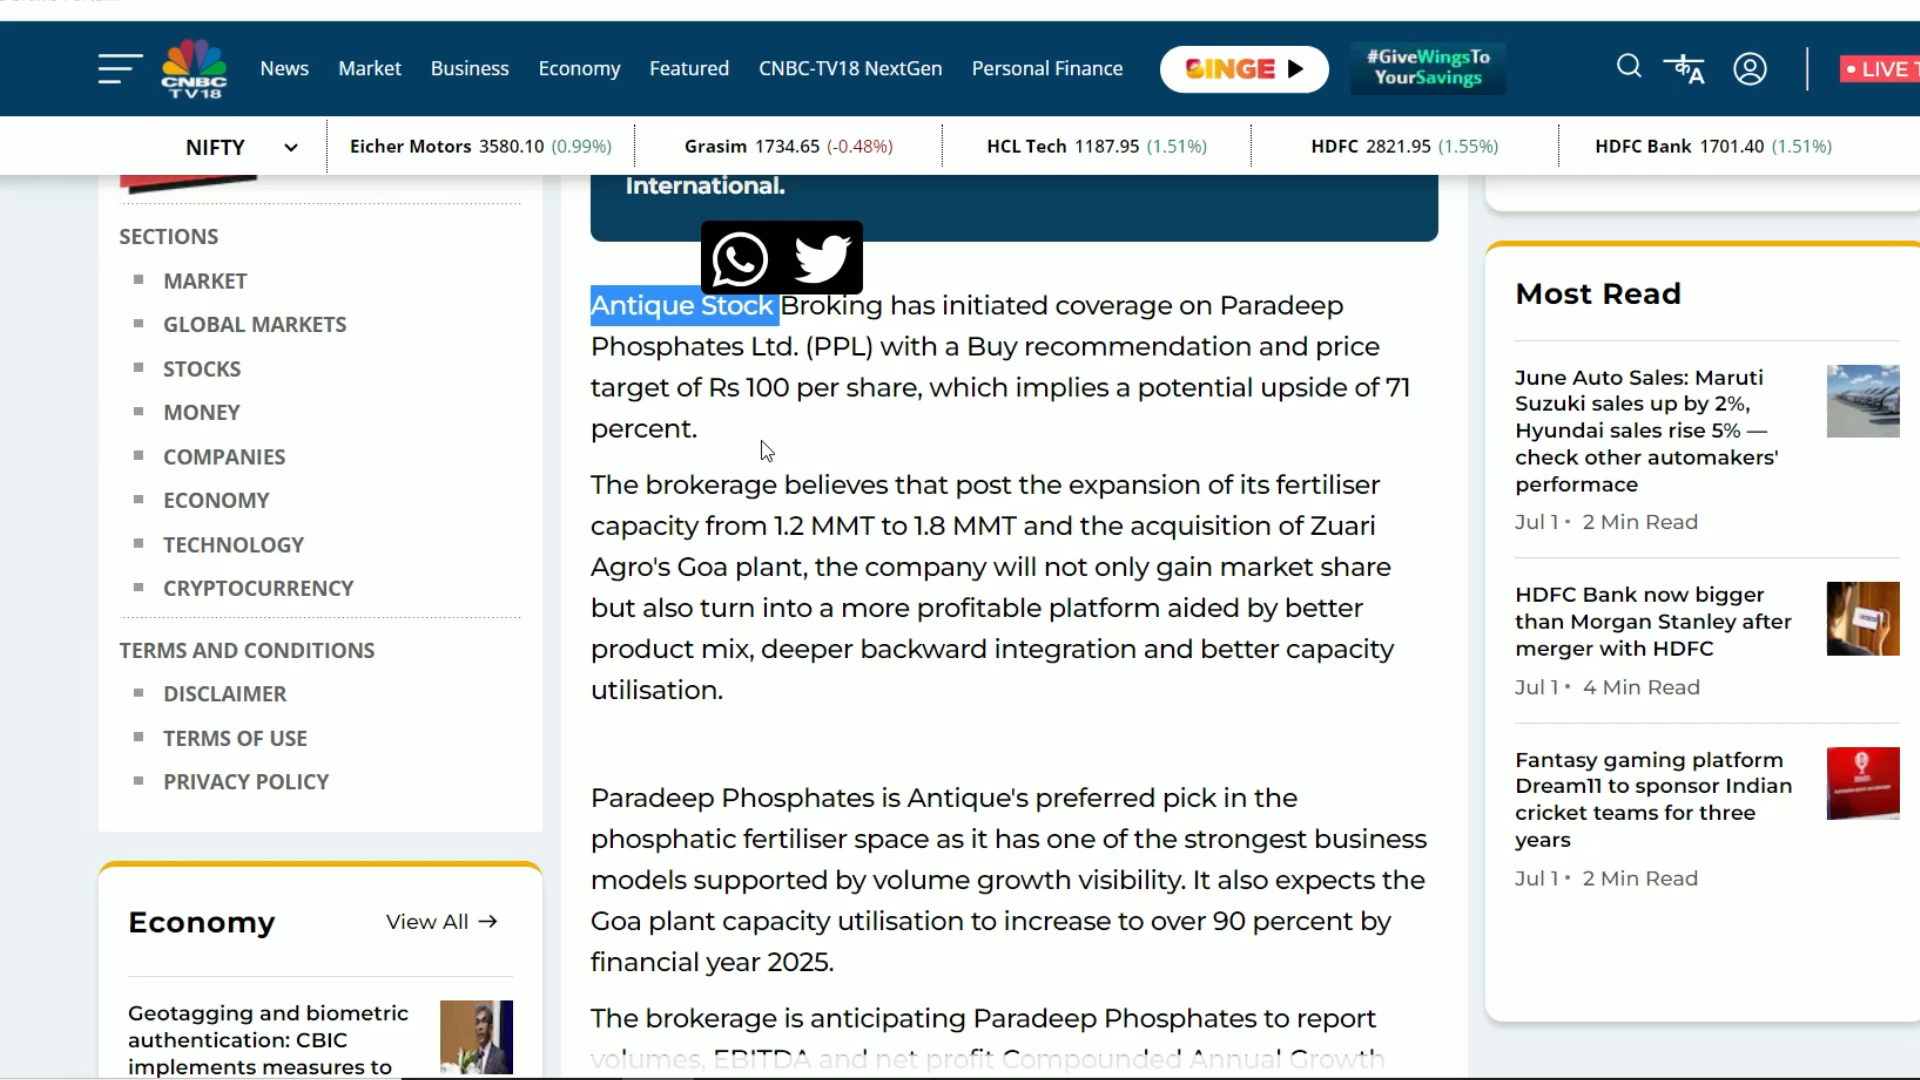 CNBC
TV18
News
Market
Business
Economy
Featured
CNBC-TV18 NextGen
Personal Finance
BINGE
#GiveWingsTo
YourSavings
• LIVE T
NIFTY
Eicher Motors 3580.10 (0.99%)
Grasim 1734.65 (-0.48%)
HCL Tech 1187.95 (1.51%)
HDFC 2821.95 (1.55%)
HDFC Bank 1701.40 (1.51%)
SECTIONS
MARKET
GLOBAL MARKETS
STOCKS
MONEY
COMPANIES
ECONOMY
TECHNOLOGY
CRYPTOCURRENCY
TERMS AND CONDITIONS
DISCLAIMER
TERMS OF USE
PRIVACY POLICY
Economy
View All →
Geotagging and biometric
authentication: CBIC
implements measures to
International.
Antique Stock Broking has initiated coverage on Paradeep
Phosphates Ltd. (PPL) with a Buy recommendation and price
target of Rs 100 per share, which implies a potential upside of 71
percent.
The brokerage believes that post the expansion of its fertiliser
capacity from 1.2 MMT to 1.8 MMT and the acquisition of Zuari
Agro's Goa plant, the company will not only gain market share
but also turn into a more profitable platform aided by better
product mix, deeper backward integration and better capacity
utilisation.
Paradeep Phosphates is Antique's preferred pick in the
phosphatic fertiliser space as it has one of the strongest business
models supported by volume growth visibility. It also expects the
Goa plant capacity utilisation to increase to over 90 percent by
financial year 2025.
The brokerage is anticipating Paradeep Phosphates to report
volumes, EBITDA and net profit Compounded Annual Growth
Most Read
June Auto Sales: Maruti
Suzuki sales up by 2%,
Hyundai sales rise 5% —
check other automakers'
performace
Jul 1 • 2 Min Read
HDFC Bank now bigger
than Morgan Stanley after
merger with HDFC
Jul 1 • 4 Min Read
Fantasy gaming platform
Dream11 to sponsor Indian
cricket teams for three
years
Jul 1 • 2 Min Read